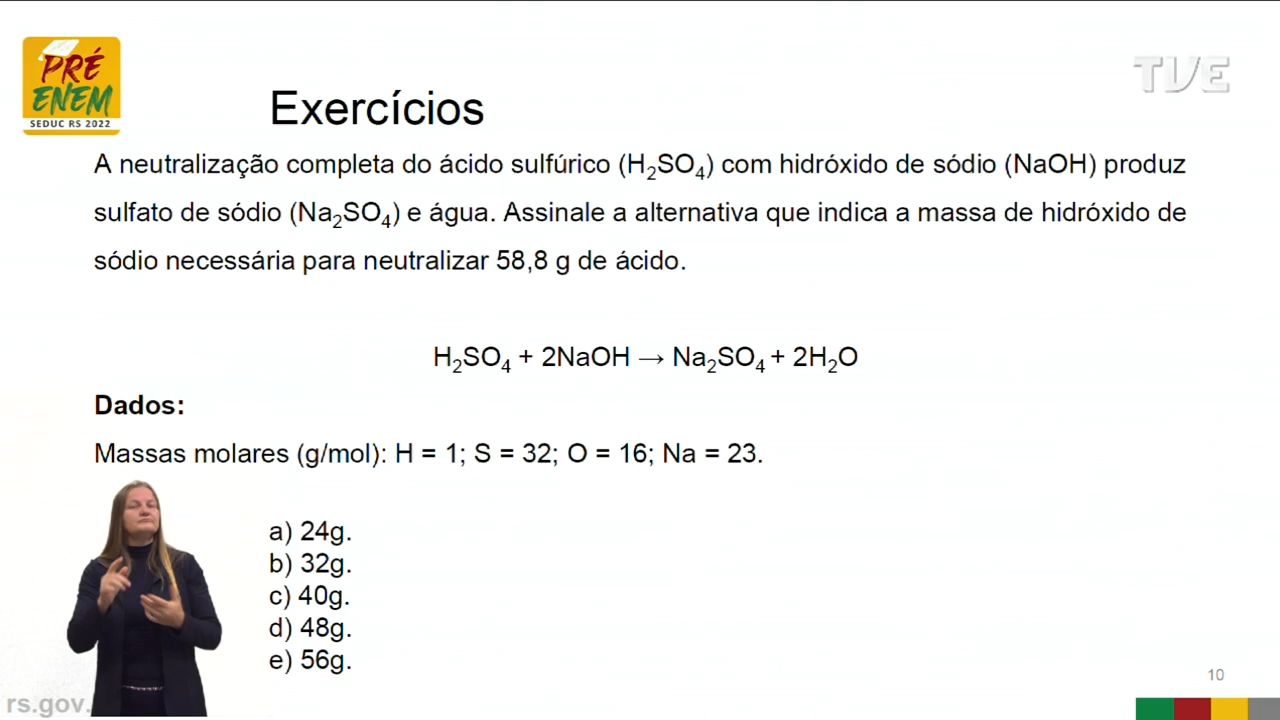 PRÉ
ENEM
SEDUC RS 2022
TVE
Exercícios
A neutralização completa do ácido sulfúrico (H₂SO₄) com hidróxido de sódio (NaOH) produz
sulfato de sódio (Na₂SO₄) e água. Assinale a alternativa que indica a massa de hidróxido de
sódio necessária para neutralizar 58,8 g de ácido.
H₂SO₄ + 2NaOH → Na₂SO₄ + 2H₂O
Dados:
Massas molares (g/mol): H = 1; S = 32; O = 16; Na = 23.
a) 24g.
b) 32g.
c) 40g.
d) 48g.
e) 56g.
10
rs.gov.